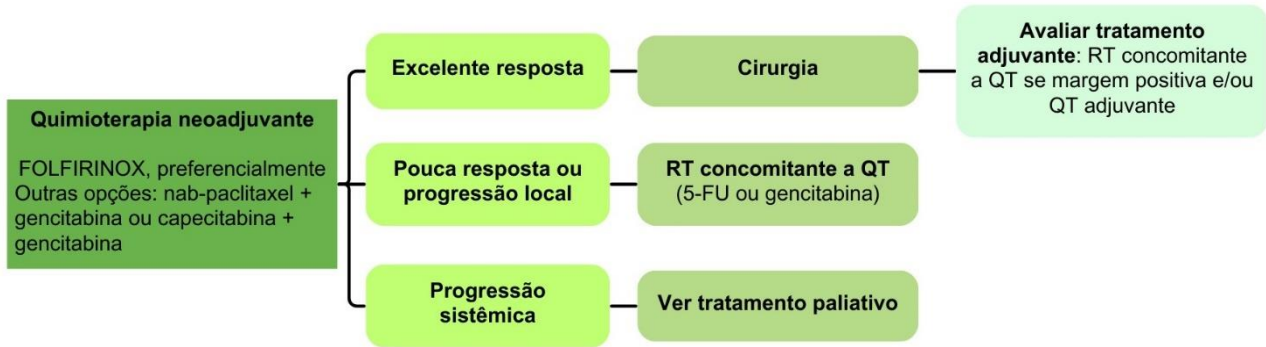 Quimioterapia neoadjuvante
FOLFIRINOX, preferencialmente
Outras opções: nab-paclitaxel +
gencitabina ou capecitabina +
gencitabina
Excelente resposta
Cirurgia
Avaliar tratamento
adjuvante: RT concomitante
a QT se margem positiva e/ou
QT adjuvante
Pouca resposta ou
progressão local
RT concomitante a QT
(5-FU ou gencitabina)
Progressão
sistêmica
Ver tratamento paliativo